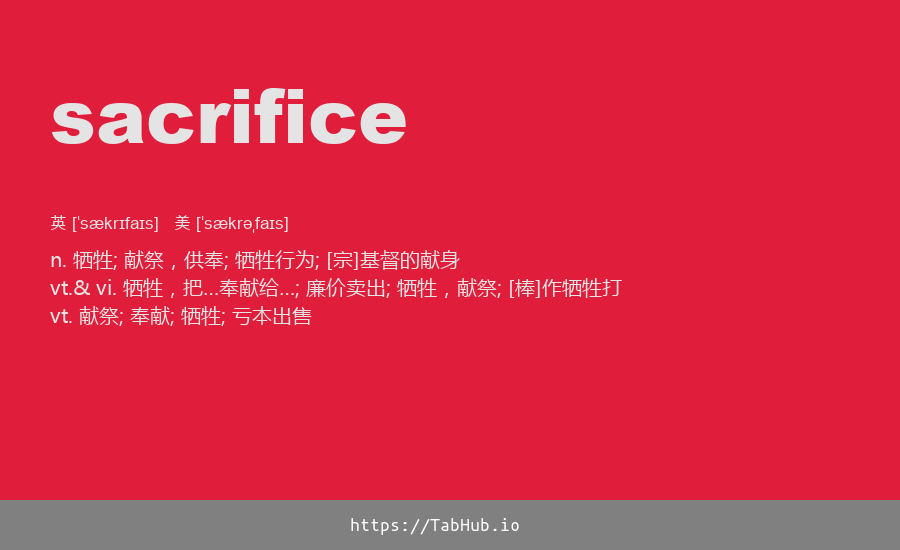 sacrifice
英 [ˈsækrɪfaɪs]   美 [ˈsækrəˌfaɪs]
n. 牺牲; 献祭，供奉; 牺牲行为; [宗]基督的献身
vt.& vi. 牺牲，把…奉献给…; 廉价卖出; 牺牲，献祭; [棒]作牺牲打
vt. 献祭; 奉献; 牺牲; 亏本出售
https://TabHub.io